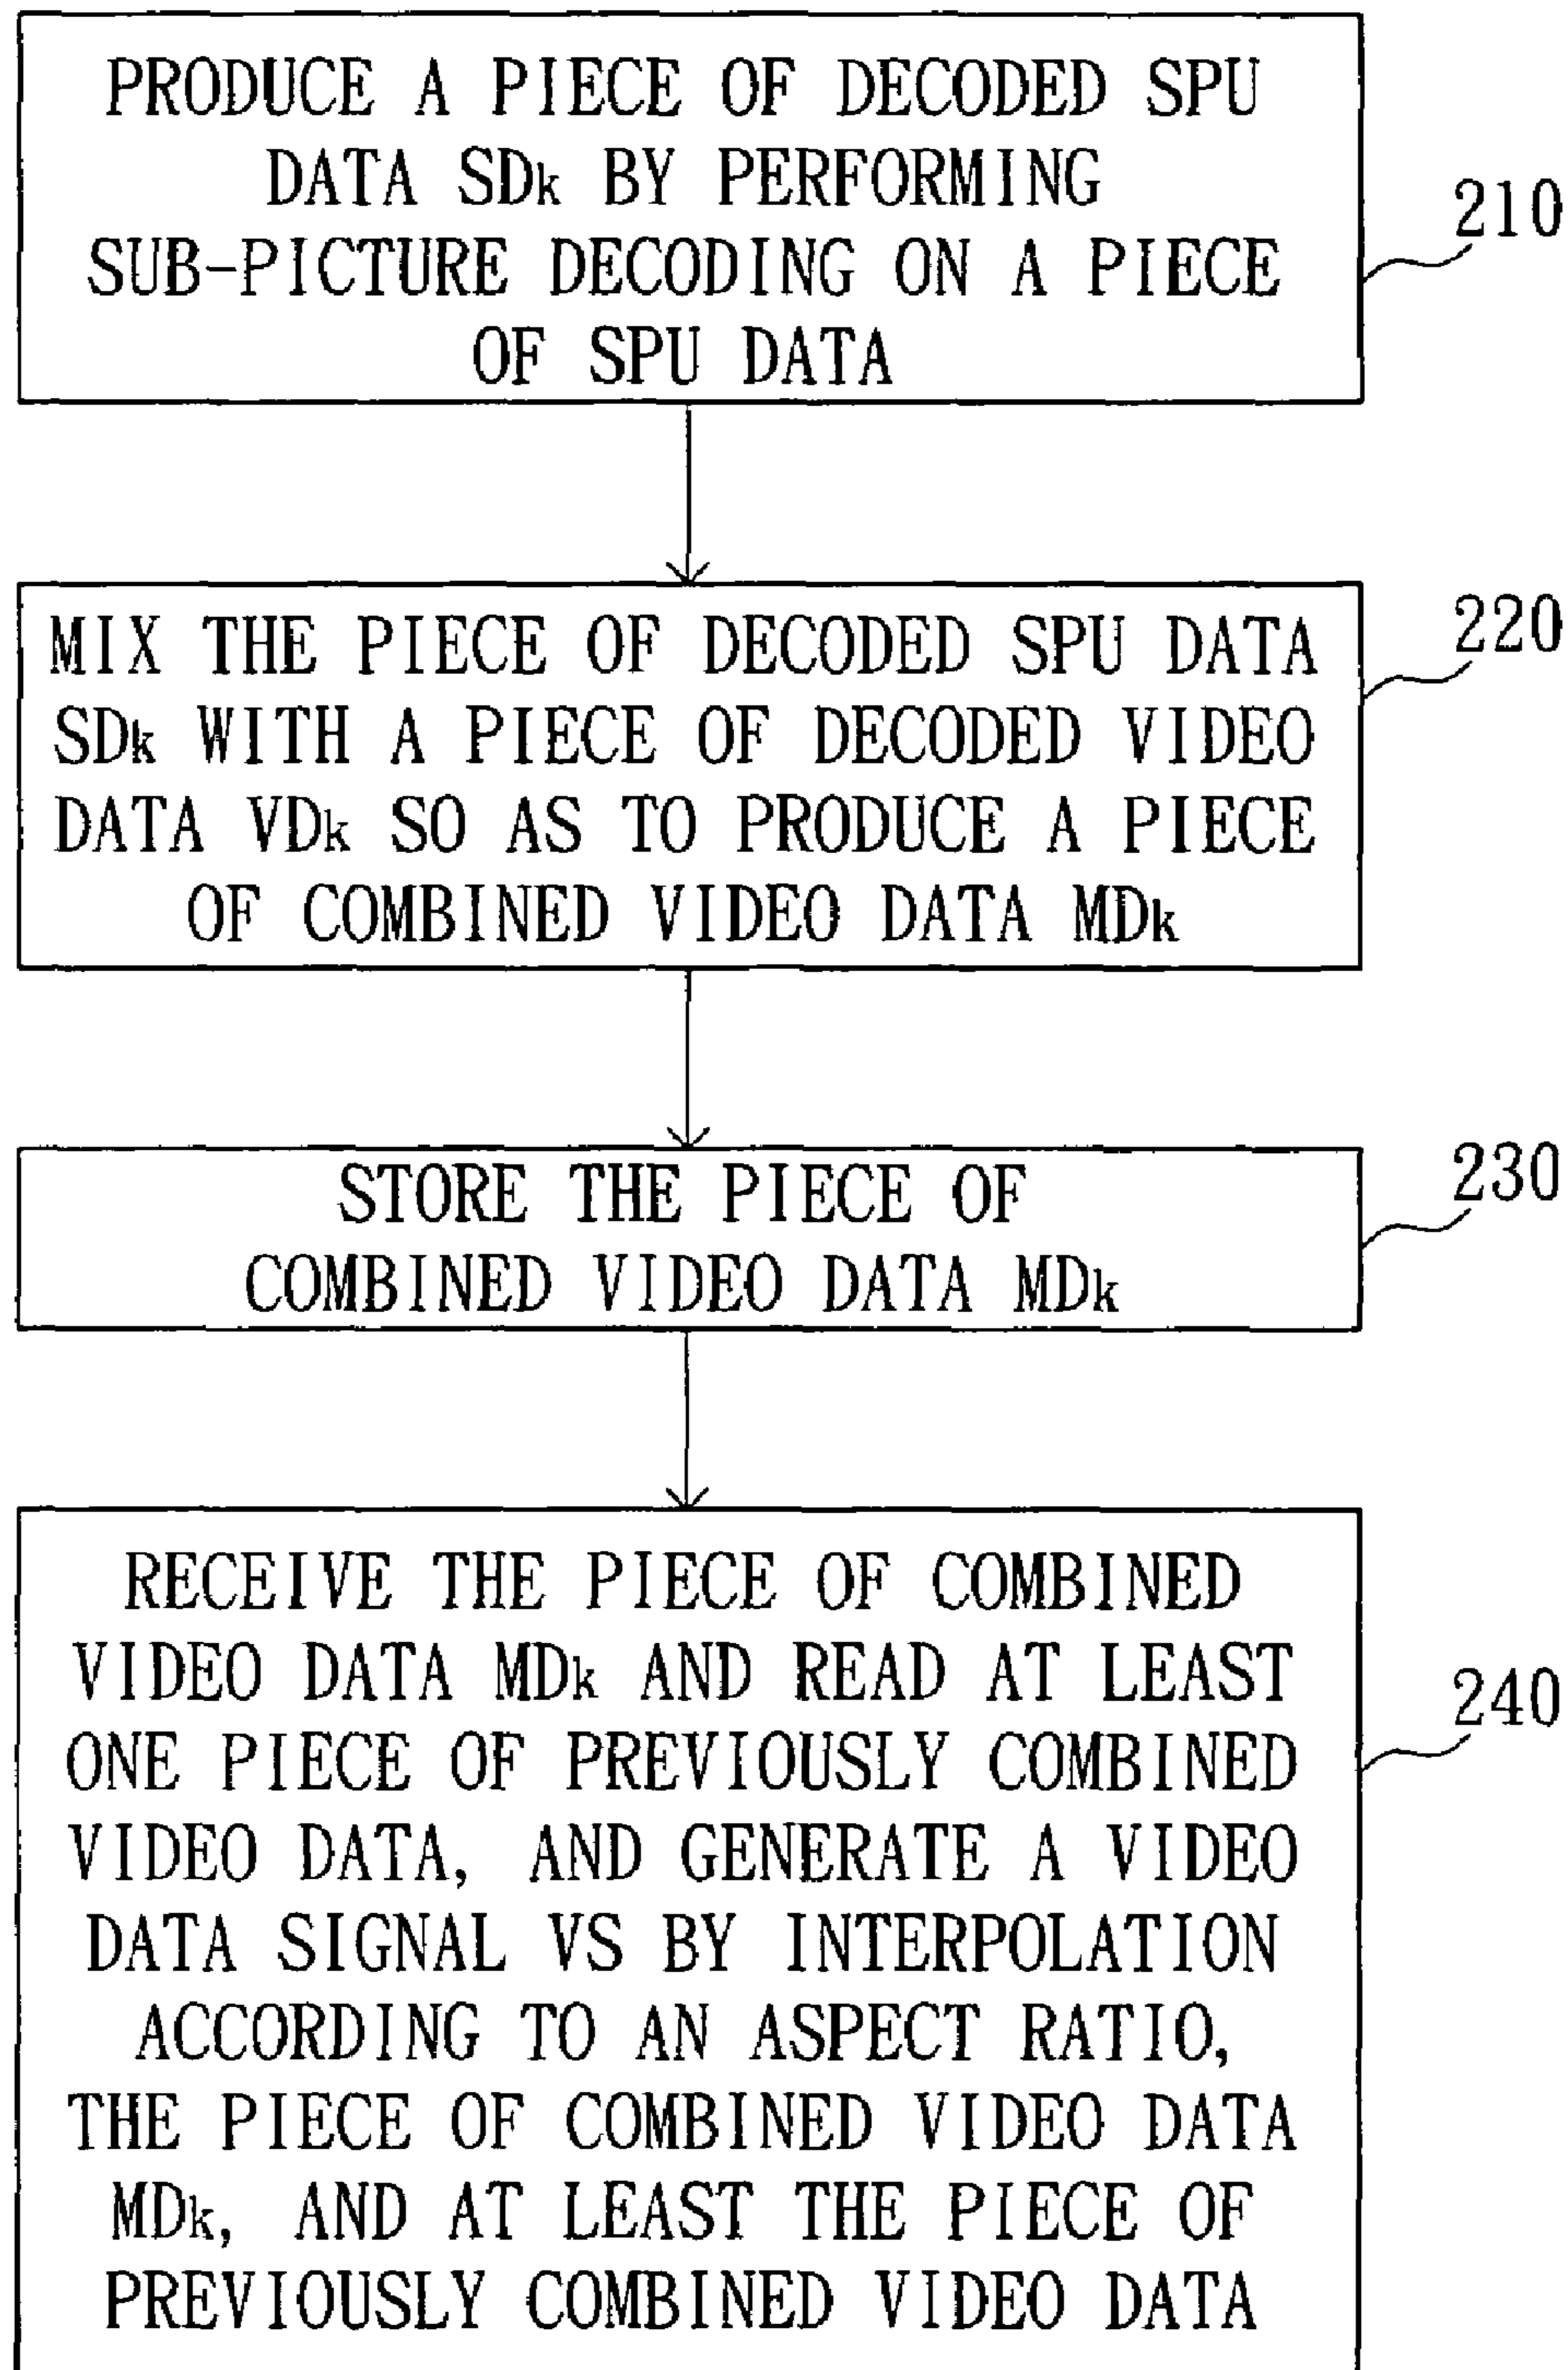 PRODUCE A PIECE OF DECODED SPU
DATA SDk BY PERFORMING
SUB-PICTURE DECODING ON A PIECE
OF SPU DATA
210
MIX THE PIECE OF DECODED SPU DATA
SDk WITH A PIECE OF DECODED VIDEO
DATA VDk SO AS TO PRODUCE A PIECE
OF COMBINED VIDEO DATA MDk
220
STORE THE PIECE OF
COMBINED VIDEO DATA MDk
230
RECEIVE THE PIECE OF COMBINED
VIDEO DATA MDk AND READ AT LEAST
ONE PIECE OF PREVIOUSLY COMBINED
VIDEO DATA, AND GENERATE A VIDEO
DATA SIGNAL VS BY INTERPOLATION
ACCORDING TO AN ASPECT RATIO,
THE PIECE OF COMBINED VIDEO DATA
MDk, AND AT LEAST THE PIECE OF
PREVIOUSLY COMBINED VIDEO DATA
240